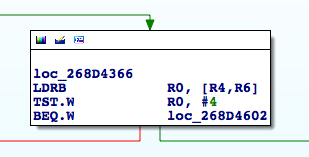 loc_268D4366
LDRB R0, [R4,R6]
TST.W R0, #4
BEQ.W loc_268D4602